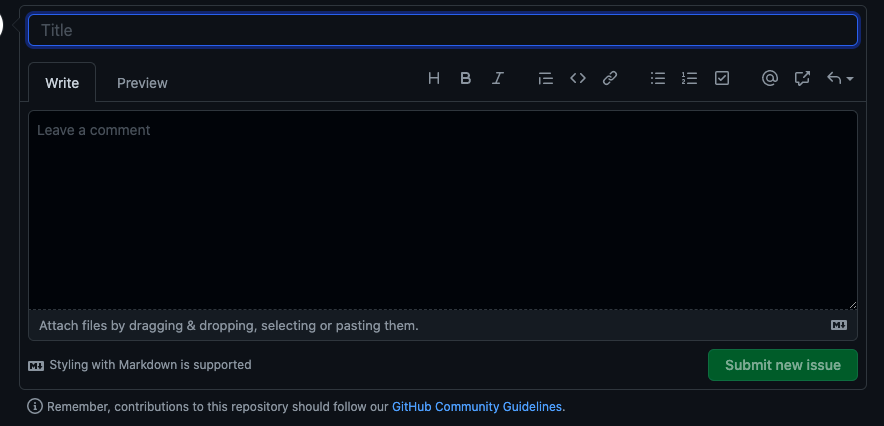 Title
Write Preview H B I @
Leave a comment
Attach files by dragging & dropping, selecting or pasting them.
Styling with Markdown is supported Submit new issue
Remember, contributions to this repository should follow our GitHub Community Guidelines.